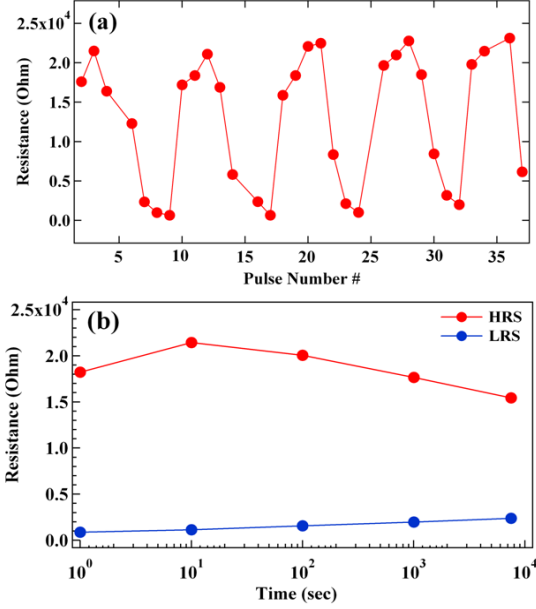 (a)
2.5x10⁴
2.0
1.5
1.0
0.5
0.0
Resistance (Ohm)
5 10 15 20 25 30 35
Pulse Number #
(b)
2.5x10⁴
2.0
1.5
1.0
0.5
0.0
Resistance (Ohm)
HRS
LRS
10⁰ 10¹ 10² 10³ 10⁴
Time (sec)